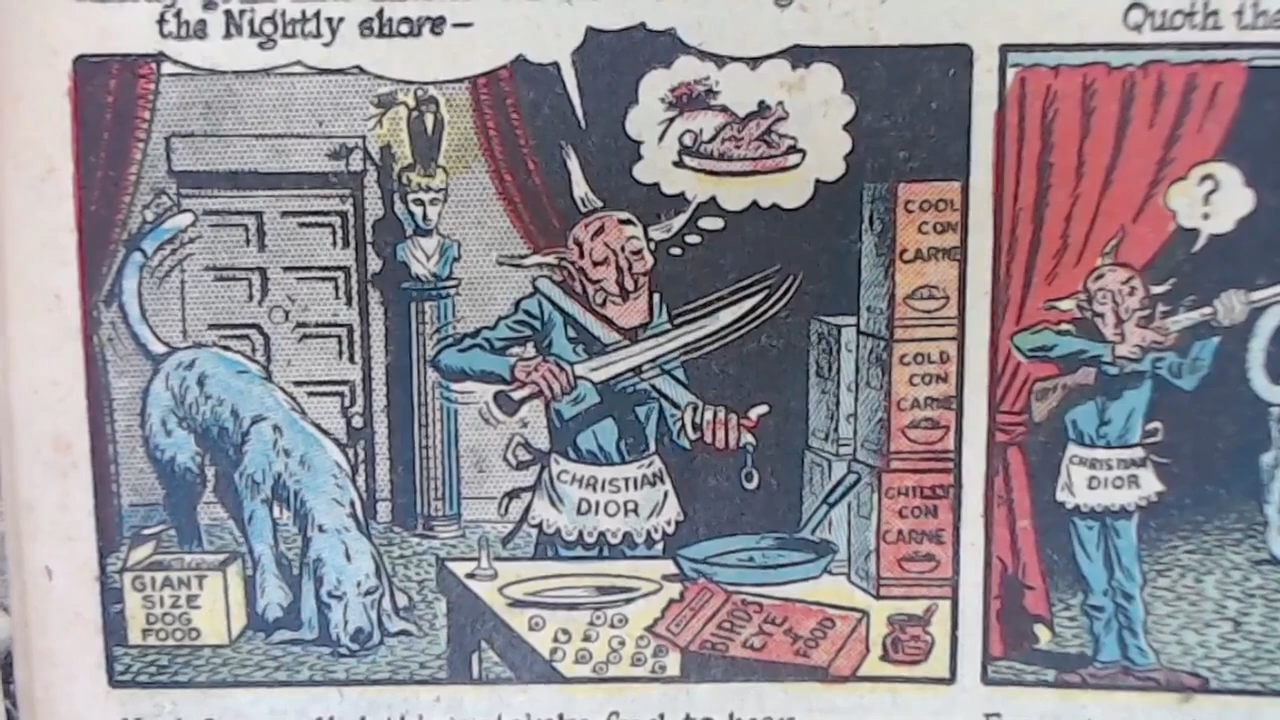 the Nightly shore—
Quoth the
COOL
CON
CARNE
COLD
CON
CARNE
CHILLY
CON
CARNE
?
CHRISTIAN
DIOR
CHRISTIAN
DIOR
GIANT
SIZE
DOG
FOOD
BIRD'S
EYE
FOOD